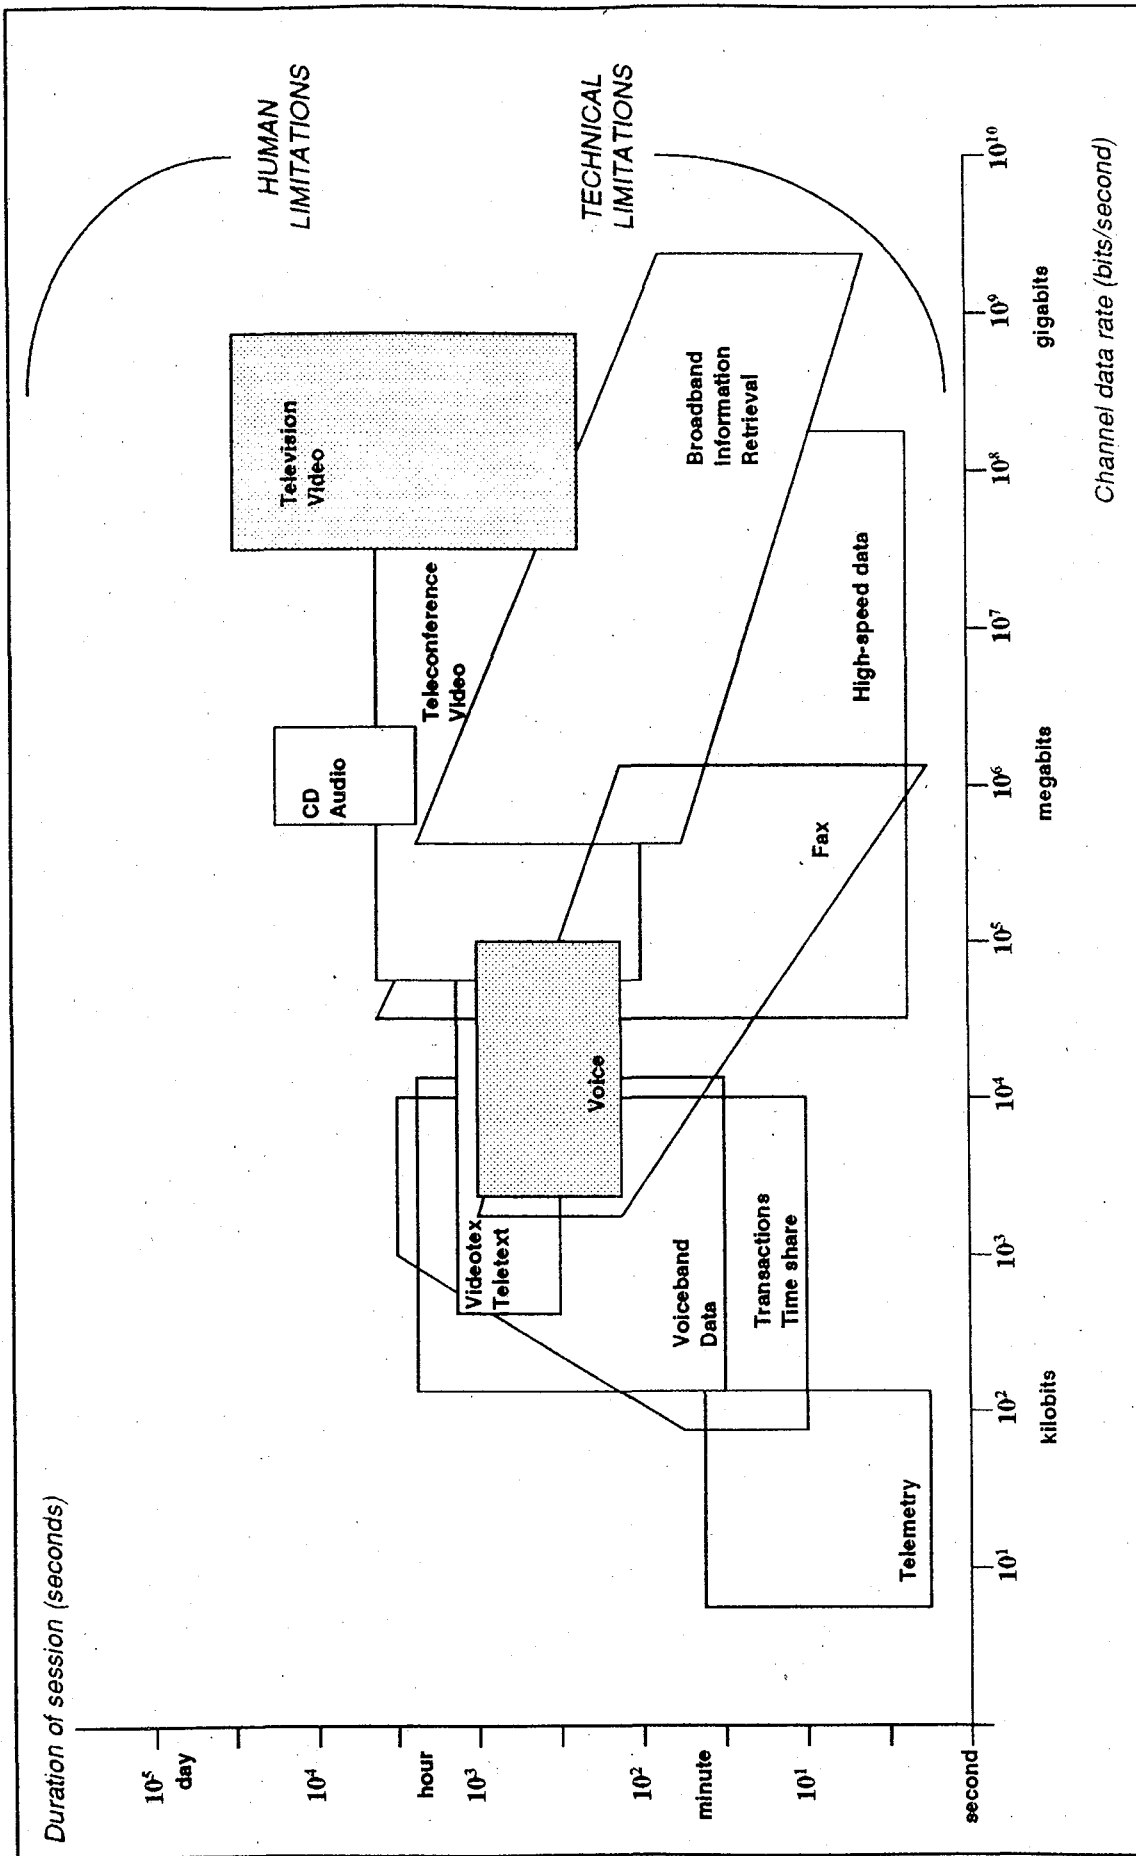 Duration of session (seconds)
10⁵
day
10⁴
hour
10³
10²
minute
10¹
second
HUMAN
LIMITATIONS
TECHNICAL
LIMITATIONS
Television
Video
CD
Audio
Teleconference
Video
Broadband
Information
Retrieval
High-speed data
Fax
Voice
Videotex
Teletext
Voiceband
Data
Transactions
Time share
Telemetry
10¹
10²
10³
10⁴
10⁵
10⁶
10⁷
10⁸
10⁹
10¹⁰
kilobits
megabits
gigabits
Channel data rate (bits/second)